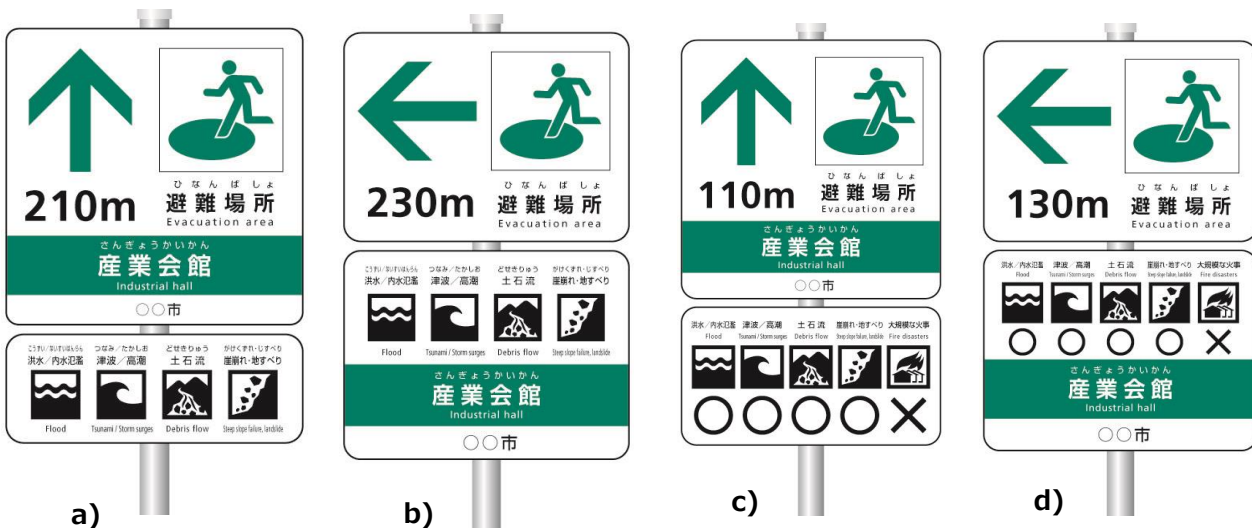 210m
ひなんばしょ
避難場所
Evacuation area
さんぎょうかいかん
産業会館
Industrial hall
○○市
こうずい/ないすいはんらん つなみ/たかしお どせきりゅう がけくずれ・じすべり
洪水/内水氾濫 津波/高潮 土石流 崖崩れ・地すべり
Flood Tsunami / Storm surges Debris flow Steep slope failure, landslide
a)
230m
ひなんばしょ
避難場所
Evacuation area
こうずい/ないすいはんらん つなみ/たかしお どせきりゅう がけくずれ・じすべり
洪水/内水氾濫 津波/高潮 土石流 崖崩れ・地すべり
Flood Tsunami / Storm surges Debris flow Steep slope failure, landslide
さんぎょうかいかん
産業会館
Industrial hall
○○市
b)
110m
ひなんばしょ
避難場所
Evacuation area
さんぎょうかいかん
産業会館
Industrial hall
○○市
洪水/内水氾濫 津波/高潮 土石流 崖崩れ・地すべり 大規模な火事
Flood Tsunami / Storm surges Debris flow Steep slope failure, landslide Fire disasters
○ ○ ○ ○ ×
c)
130m
ひなんばしょ
避難場所
Evacuation area
洪水/内水氾濫 津波/高潮 土石流 崖崩れ・地すべり 大規模な火事
Flood Tsunami / Storm surges Debris flow Steep slope failure, landslide Fire disasters
○ ○ ○ ○ ×
さんぎょうかいかん
産業会館
Industrial hall
○○市
d)